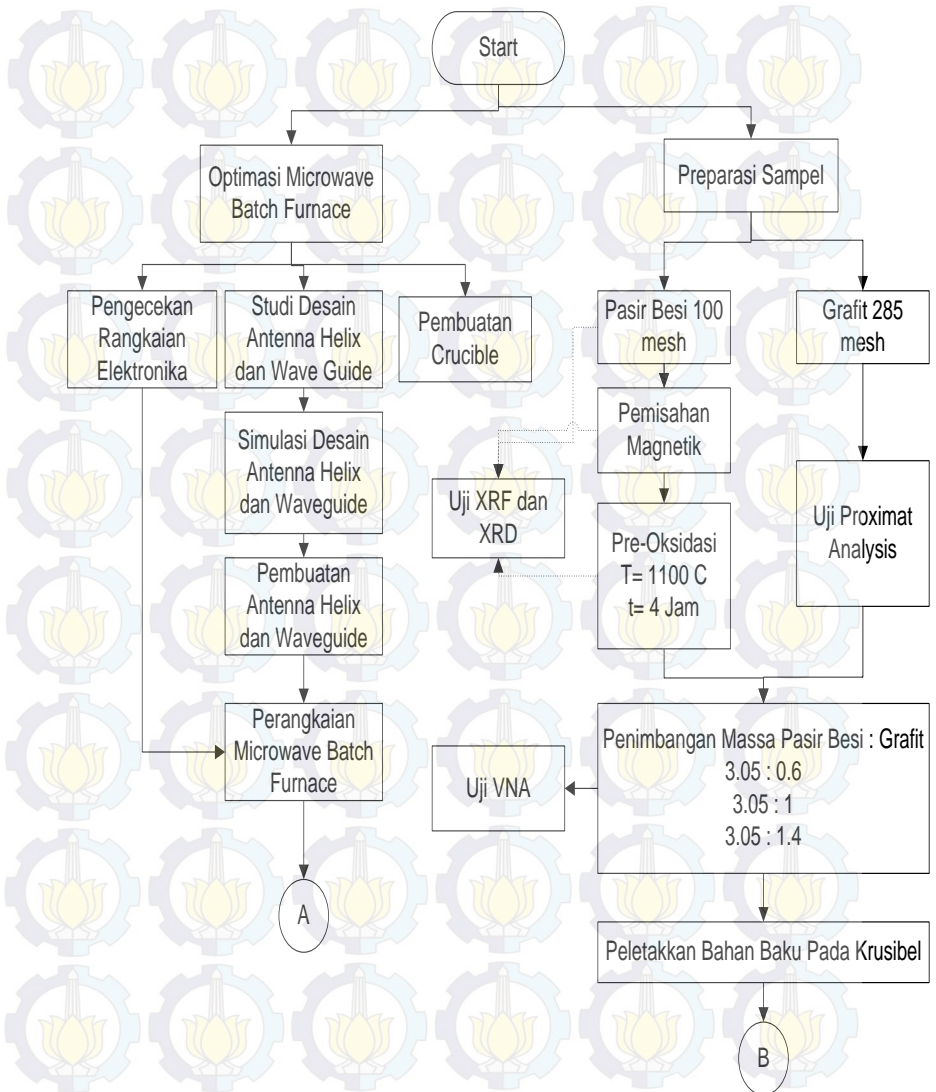 Start
Optimasi Microwave
Batch Furnace
Preparasi Sampel
Pengecekan
Rangkaian
Elektronika
Studi Desain
Antenna Helix
dan Wave Guide
Pembuatan
Crucible
Pasir Besi 100
mesh
Grafit 285
mesh
Simulasi Desain
Antenna Helix
dan Waveguide
Pemisahan
Magnetik
Uji XRF dan
XRD
Pre-Oksidasi
T= 1100 C
t= 4 Jam
Uji Proximat
Analysis
Pembuatan
Antenna Helix
dan Waveguide
Perangkaian
Microwave Batch
Furnace
Uji VNA
Penimbangan Massa Pasir Besi : Grafit
3.05 : 0.6
3.05 : 1
3.05 : 1.4
A
Peletakkan Bahan Baku Pada Krusibel
B